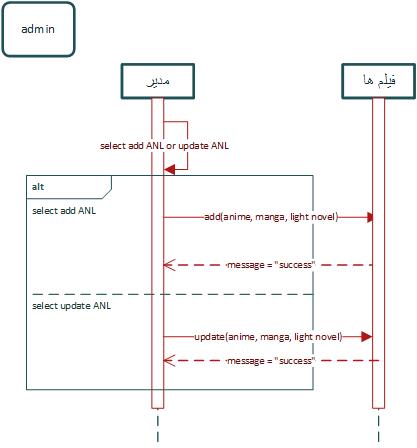 admin
مدیر
فیلم ها
select add ANL or update ANL
alt
select add ANL
add(anime, manga, light novel)
message = "success"
select update ANL
update(anime, manga, light novel)
message = "success"